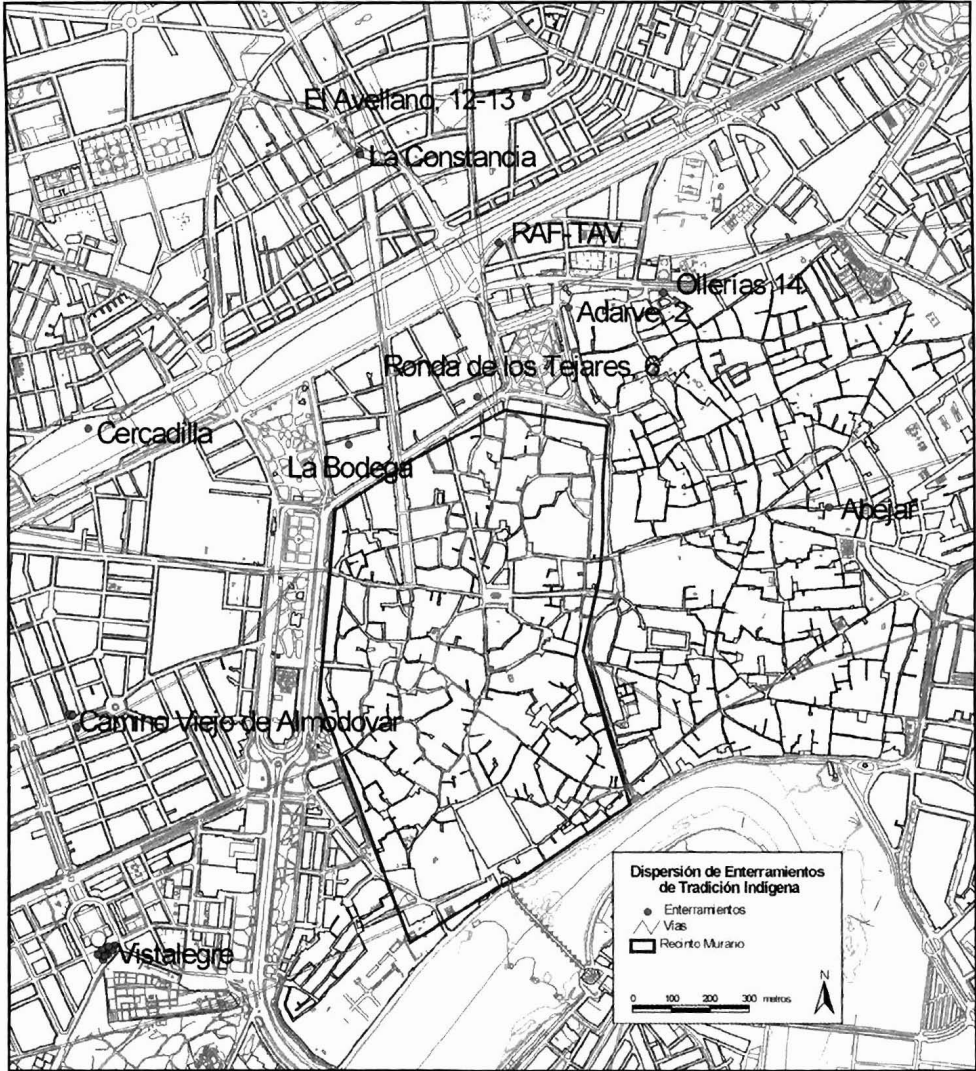 El Avellano, 12-13
La Constancia
RAF-TAV
Ollerias 14
Adarve, 2
Ronda de los Tejares, 6
Cercadilla
La Bodega
Abejar
Camino Viejo de Almodovar
Vistalegre
Dispersión de Enterramientos
de Tradición Indígena
Enterramientos
Vías
Recinto Murario
N
0 100 200 300 metros